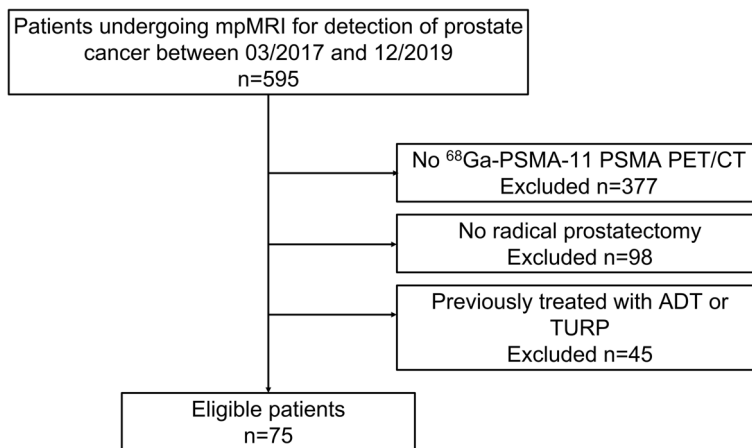 Patients undergoing mpMRI for detection of prostate
cancer between 03/2017 and 12/2019
n=595
No ⁶⁸Ga-PSMA-11 PSMA PET/CT
Excluded n=377
No radical prostatectomy
Excluded n=98
Previously treated with ADT or
TURP
Excluded n=45
Eligible patients
n=75